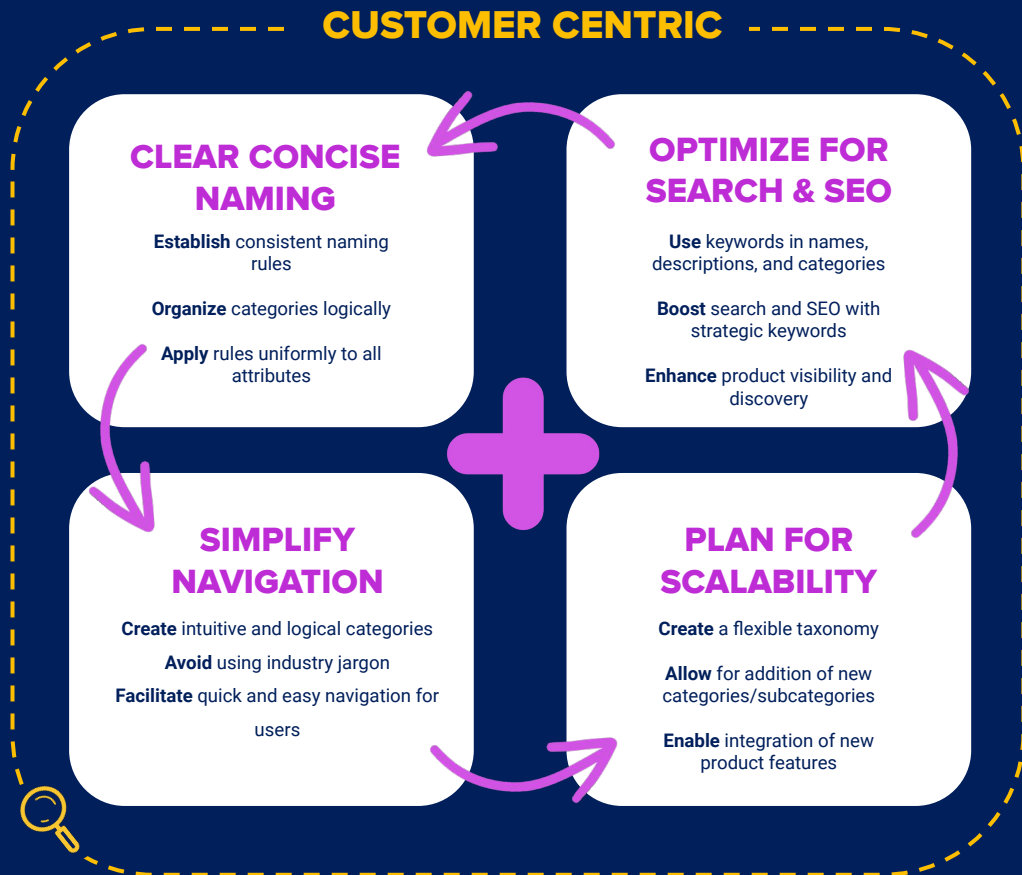 CUSTOMER CENTRIC
CLEAR CONCISE
NAMING
Establish consistent naming
rules
Organize categories logically
Apply rules uniformly to all
attributes
OPTIMIZE FOR
SEARCH & SEO
Use keywords in names,
descriptions, and categories
Boost search and SEO with
strategic keywords
Enhance product visibility and
discovery
SIMPLIFY
NAVIGATION
Create intuitive and logical categories
Avoid using industry jargon
Facilitate quick and easy navigation for
users
PLAN FOR
SCALABILITY
Create a flexible taxonomy
Allow for addition of new
categories/subcategories
Enable integration of new
product features